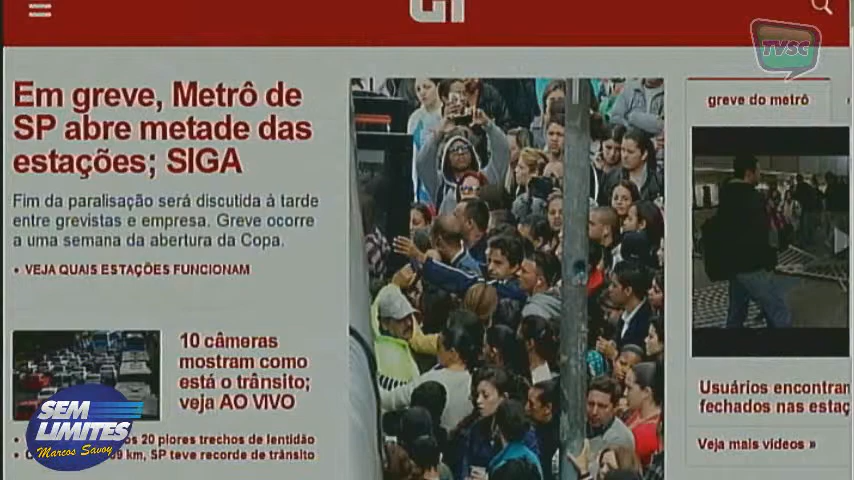 G1
TVSC
Em greve, Metrô de
SP abre metade das
estações; SIGA
Fim da paralisação será discutida à tarde
entre grevistas e empresa. Greve ocorre
a uma semana da abertura da Copa.
• VEJA QUAIS ESTAÇÕES FUNCIONAM
10 câmeras
mostram como
está o trânsito;
veja AO VIVO
os 20 piores trechos de lentidão
km, SP teve recorde de trânsito
greve do metrô
Usuários encontram
fechados nas estaç
Veja mais vídeos »
SEM
LIMITES
Marcos Savoy